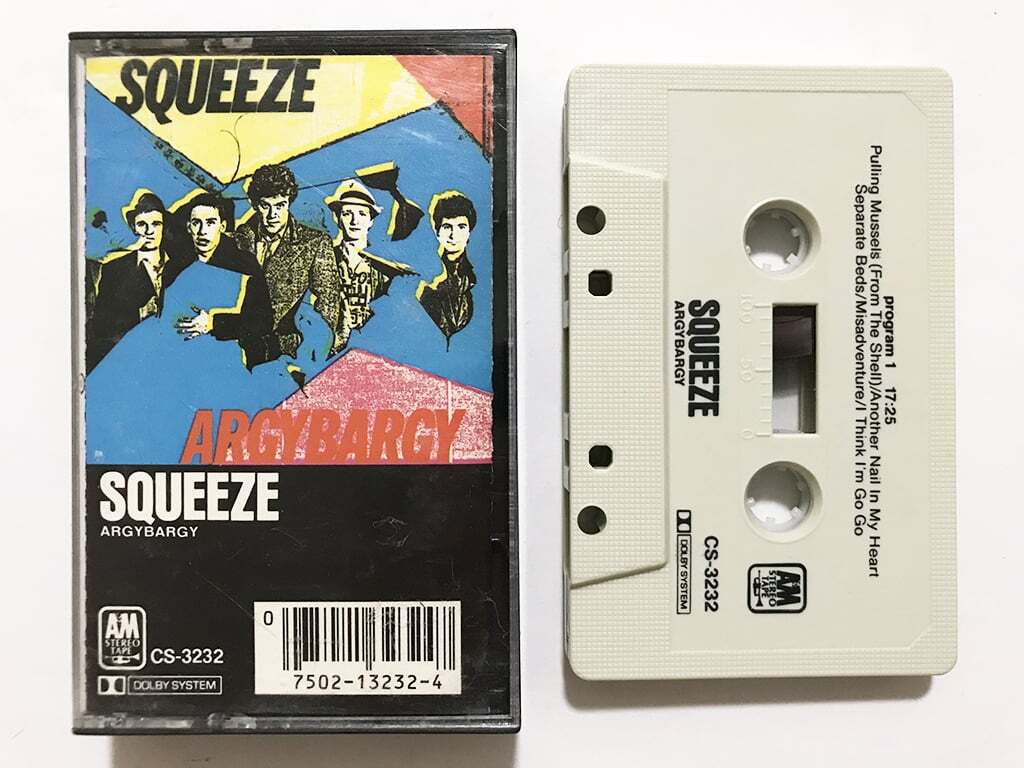 SQUEEZE
ARGYBARGY
SQUEEZE
ARGYBARGY
A&M
STEREO
TAPE
CS-3232
DOLBY SYSTEM
0
7502-13232-4
program 1 17:25
Pulling Mussels (From The Shell)/Another Nail In My Heart
Separate Beds/Misadventure/I Think I'm Go Go
SQUEEZE
ARGYBARGY
100 50 0
A&M
STEREO
TAPE
CS-3232
DOLBY SYSTEM